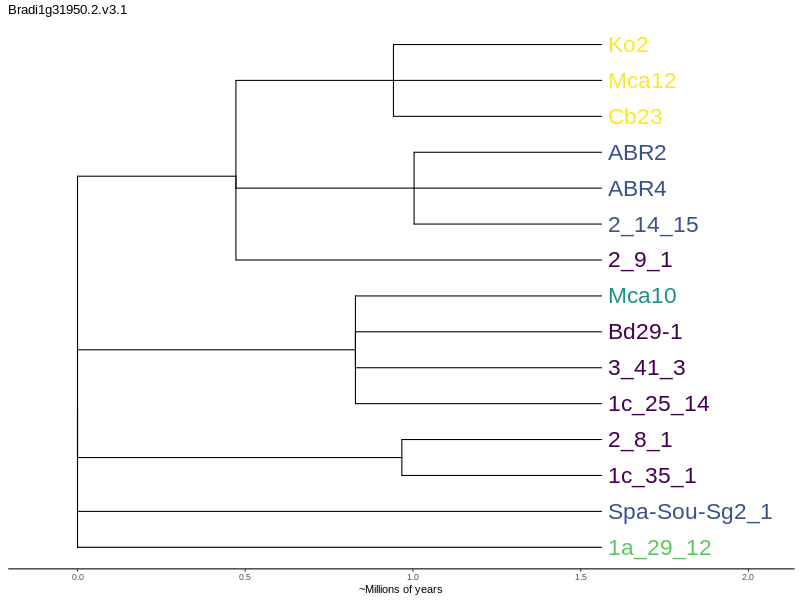 Bradi1g31950.2.v3.1
Ko2
Mca12
Cb23
ABR2
ABR4
2_14_15
2_9_1
Mca10
Bd29-1
3_41_3
1c_25_14
2_8_1
1c_35_1
Spa-Sou-Sg2_1
1a_29_12
0.0 0.5 1.0 1.5 2.0
~Millions of years